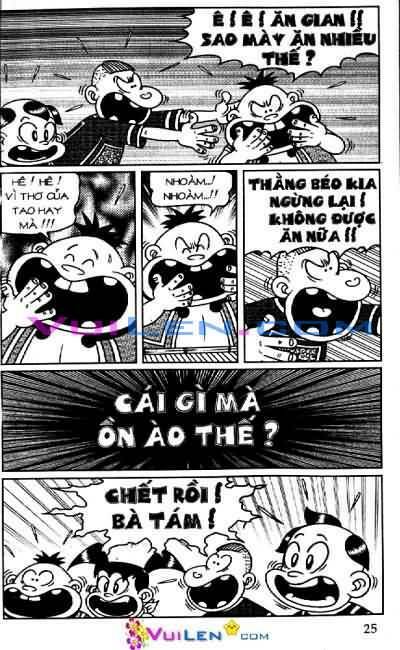 Ê! Ê! ĂN GIAN!!
SAO MÀY ĂN NHIỀU
THẾ?
HÊ! HÊ!
VÌ THƠ CỦA
TAO HAY
MÀ!!!
NHOÀM...!
NHOÀM...!!
THẰNG BÉO KIA
NGỪNG LẠI!
KHÔNG ĐƯỢC
ĂN NỮA!!
VUILEN.COM
CÁI GÌ MÀ
ỒN ÀO THẾ?
CHẾT RỒI!
BÀ TÁM!
25
VUILEN.COM